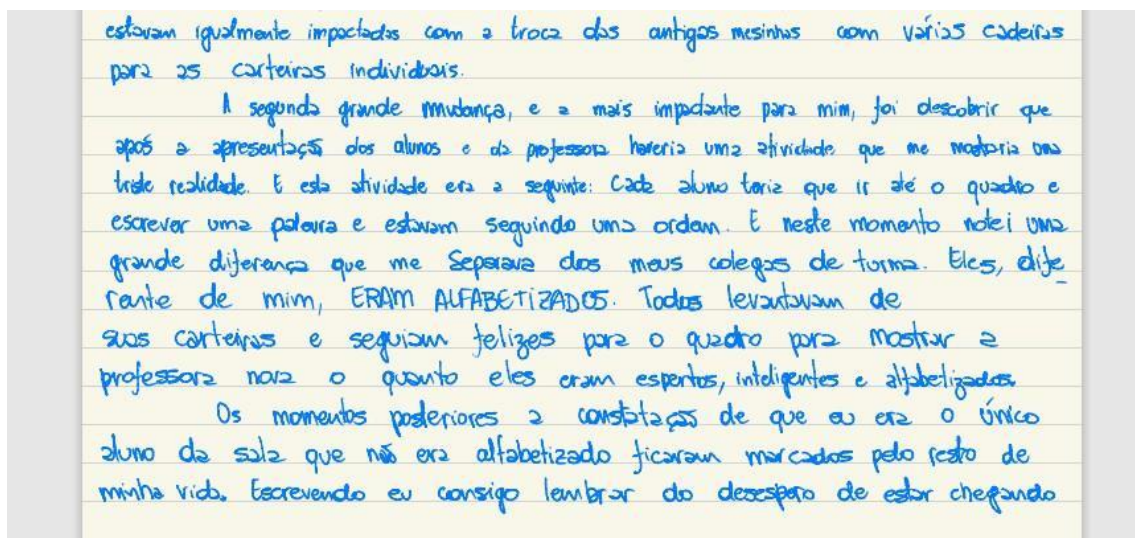 estavam igualmente impactados com a troca das antigas mesinhas com várias cadeiras
para as carteiras individuais.
A segunda grande mudança, e a mais impactante para mim, foi descobrir que
após a apresentação dos alunos e da professora haveria uma atividade que me mostraria uma
triste realidade. E esta atividade era a seguinte: Cada aluno teria que ir até o quadro e
escrever uma palavra e estavam seguindo uma ordem. E neste momento notei uma
grande diferença que me Separava dos meus colegas de turma. Eles, dife
rente de mim, ERAM ALFABETIZADOS. Todos levantavam de
suas carteiras e seguiam felizes para o quadro para mostrar a
professora nova o quanto eles eram espertos, inteligentes e alfabetizados.
Os momentos posteriores a constatação de que eu era o único
aluno da sala que não era alfabetizado ficaram marcados pelo resto de
minha vida. Escrevendo eu consigo lembrar do desespero de estar chegando